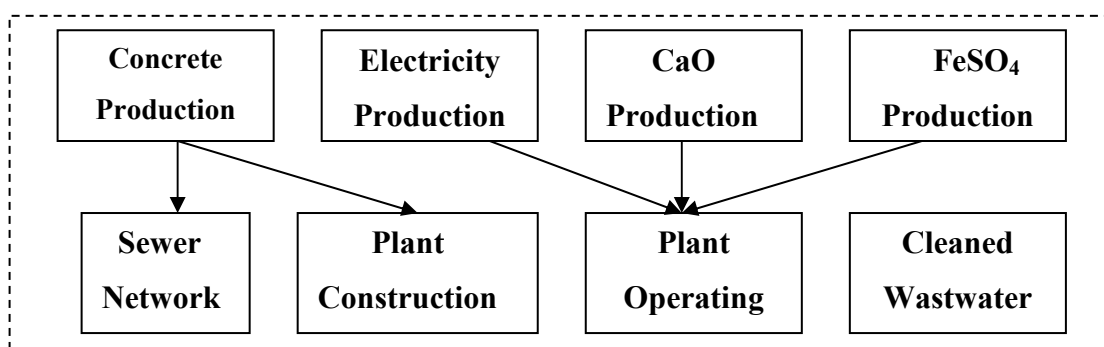 Concrete
Production
Electricity
Production
CaO
Production
FeSO₄
Production
Sewer
Network
Plant
Construction
Plant
Operating
Cleaned
Wastwater